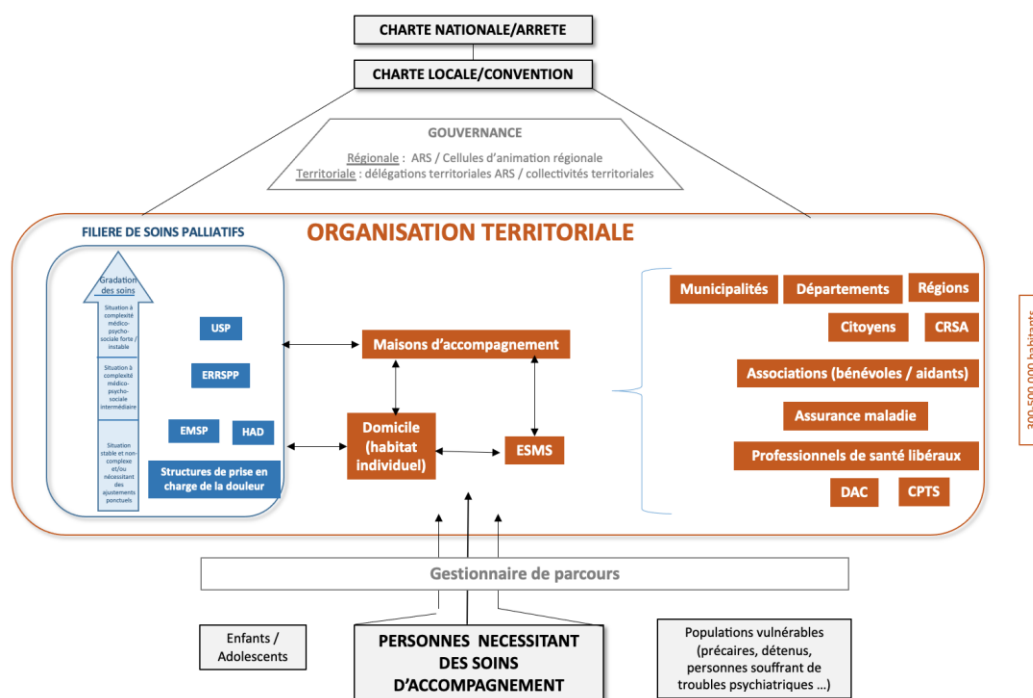 CHARTE NATIONALE/ARRETE
CHARTE LOCALE/CONVENTION
GOUVERNANCE
Régionale : ARS / Cellules d'animation régionale
Territoriale : délégations territoriales ARS / collectivités territoriales
FILIERE DE SOINS PALLIATIFS
ORGANISATION TERRITORIALE
Gradation
des soins
Situation à
complexité
médico-
psycho-
sociale forte /
instable
Situation à
complexité
médico-
psycho-
sociale
intermédiaire
Situation
stable et non-
complexe
et/ou
nécessitant
des
ajustements
ponctuels
USP
ERRSPP
EMSP
HAD
Structures de prise en
charge de la douleur
Maisons d'accompagnement
Domicile
(habitat
individuel)
ESMS
Municipalités
Départements
Régions
Citoyens
CRSA
Associations (bénévoles / aidants)
Assurance maladie
Professionnels de santé libéraux
DAC
CPTS
300-500 000 habitants
Gestionnaire de parcours
Enfants /
Adolescents
PERSONNES NECESSITANT
DES SOINS
D'ACCOMPAGNEMENT
Populations vulnérables
(précaires, détenus,
personnes souffrant de
troubles psychiatriques …)